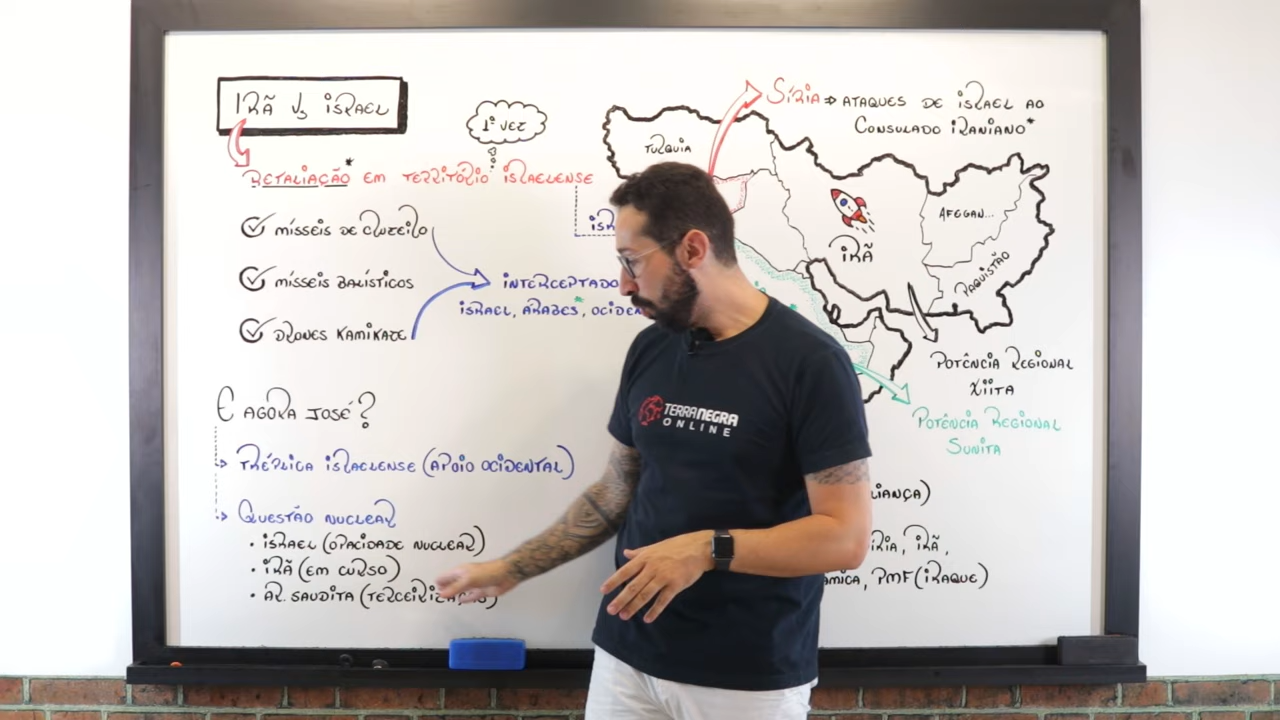 IRÃ VS ISRAEL
1ª VEZ
RETALIAÇÃO* EM TERRITÓRIO ISRAELENSE
MÍSSEIS DE CRUZEIRO
MÍSSEIS BALÍSTICOS
DRONES KAMIKAZE
INTERCEPTADO
ISRAEL, ÁRABES*, OCIDEN
E AGORA JOSÉ?
TRÉPLICA ISRAELENSE (APOIO OCIDENTAL)
QUESTÃO NUCLEAR
• ISRAEL (OPACIDADE NUCLEAR)
• IRÃ (EM CURSO)
• AR. SAUDITA
SÍRIA ⇒ ATAQUES DE ISRAEL AO
CONSULADO IRANIANO*
TURQUIA
IRÃ
AFEGAN...
PAQUISTÃO
POTÊNCIA REGIONAL
XIITA
POTÊNCIA REGIONAL
SUNITA
LIANÇA)
RIA, IRÃ,
MICA, PMF (IRAQUE)
TERRA NEGRA
ONLINE